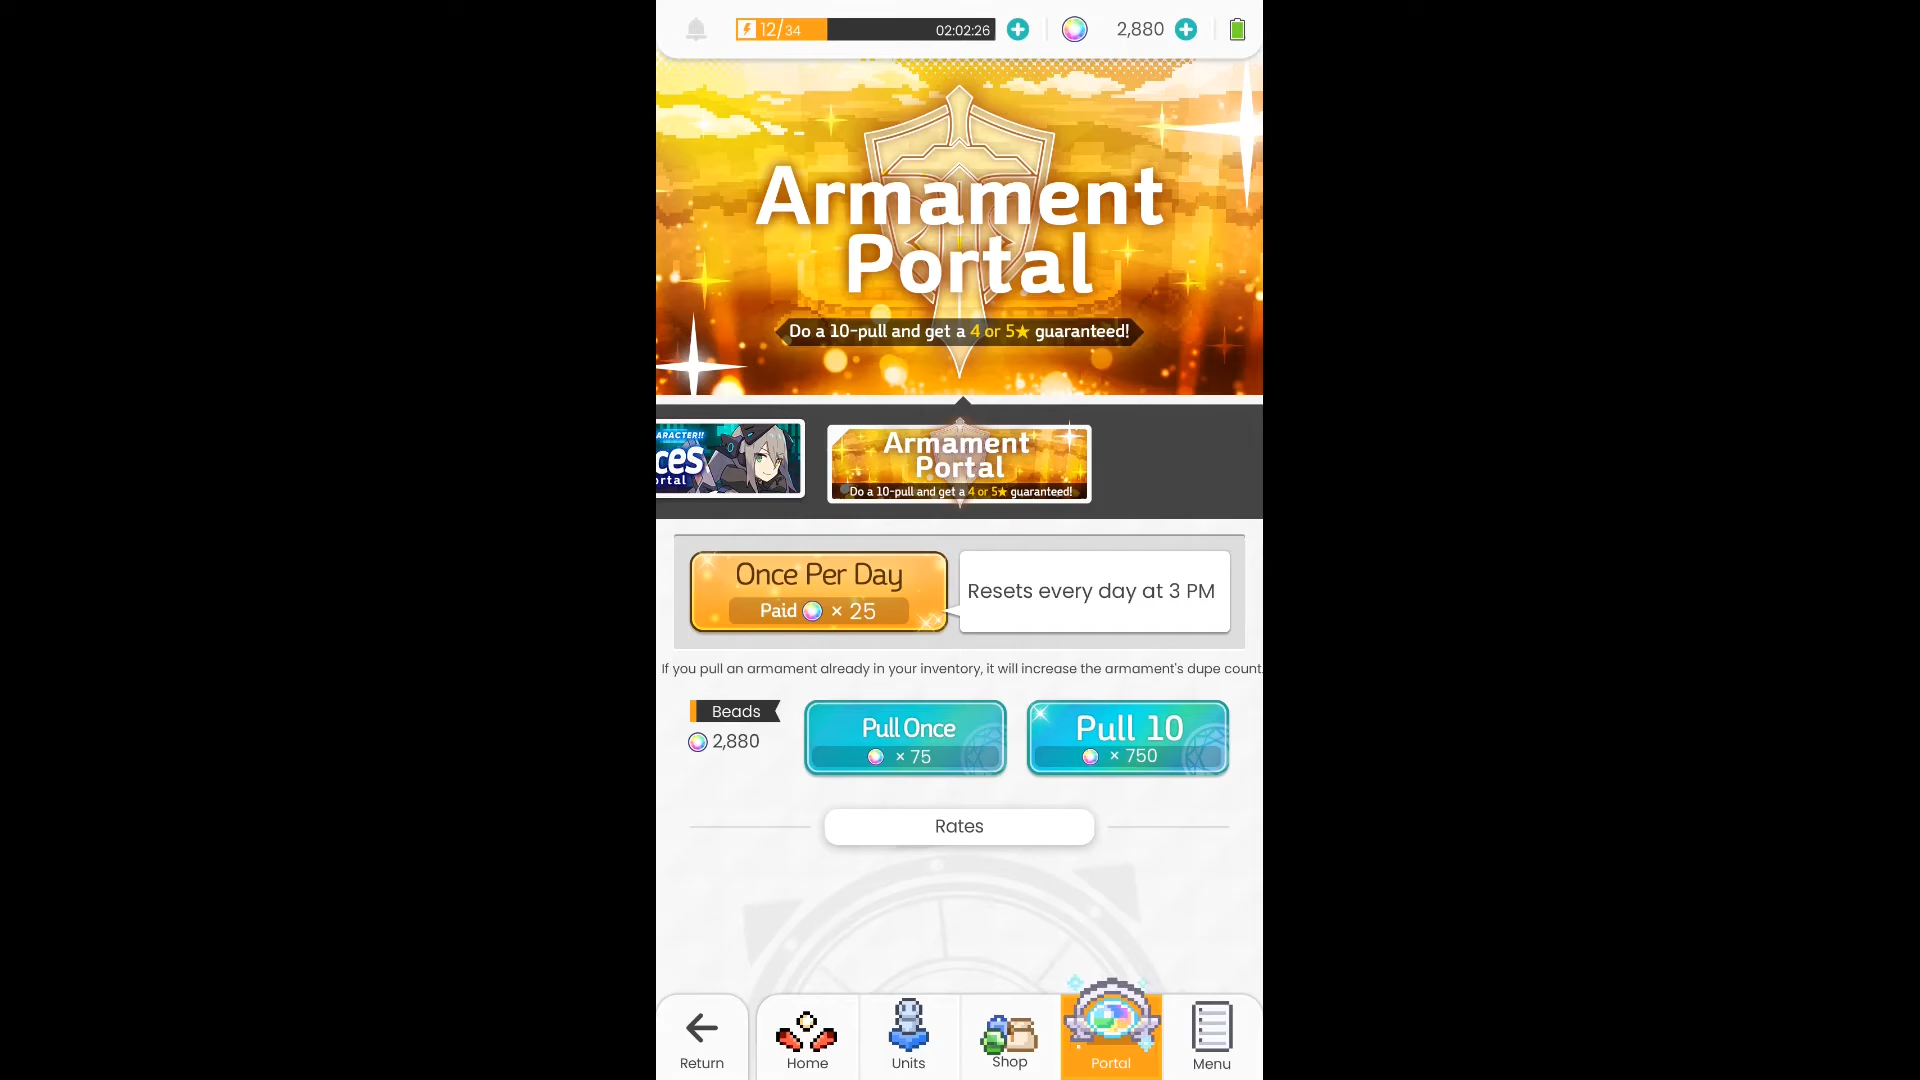 12/34
02:02:26
2,880
Armament
Portal
Do a 10-pull and get a 4 or 5★ guaranteed!
ARACTER!!
ces
rtal
Armament
Portal
Do a 10-pull and get a 4 or 5★ guaranteed!
Once Per Day
Paid × 25
Resets every day at 3 PM
If you pull an armament already in your inventory, it will increase the armament's dupe count.
Beads
2,880
Pull Once
× 75
Pull 10
× 750
Rates
Return
Home
Units
Shop
Portal
Menu